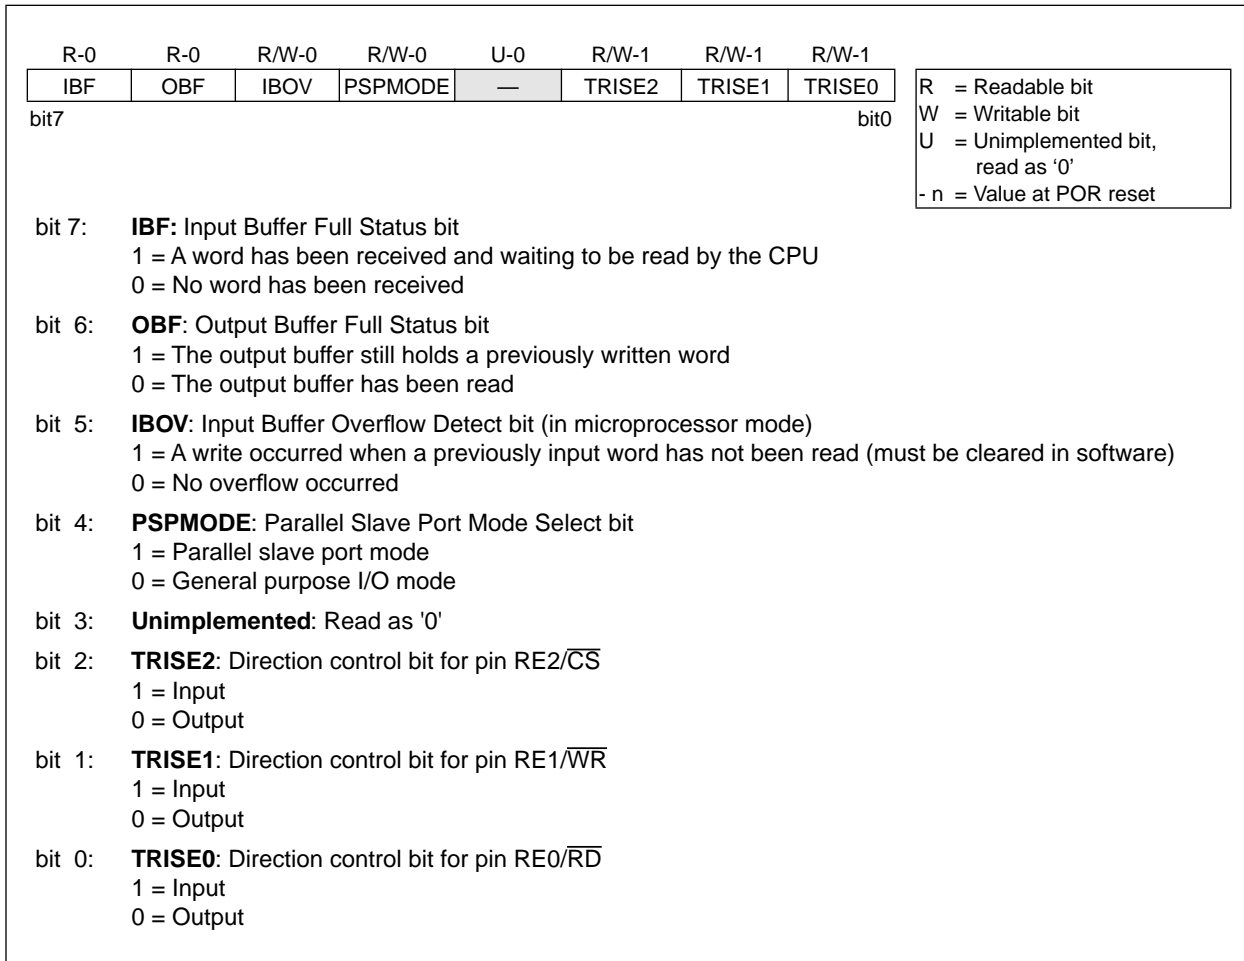 R-0 R-0 R/W-0 R/W-0 U-0 R/W-1 R/W-1 R/W-1
IBF OBF IBOV PSPMODE — TRISE2 TRISE1 TRISE0
bit7 bit0
R = Readable bit
W = Writable bit
U = Unimplemented bit,
read as ‘0’
- n = Value at POR reset
bit 7: IBF: Input Buffer Full Status bit
1 = A word has been received and waiting to be read by the CPU
0 = No word has been received
bit 6: OBF: Output Buffer Full Status bit
1 = The output buffer still holds a previously written word
0 = The output buffer has been read
bit 5: IBOV: Input Buffer Overflow Detect bit (in microprocessor mode)
1 = A write occurred when a previously input word has not been read (must be cleared in software)
0 = No overflow occurred
bit 4: PSPMODE: Parallel Slave Port Mode Select bit
1 = Parallel slave port mode
0 = General purpose I/O mode
bit 3: Unimplemented: Read as '0'
bit 2: TRISE2: Direction control bit for pin RE2/C̅S̅
1 = Input
0 = Output
bit 1: TRISE1: Direction control bit for pin RE1/W̅R̅
1 = Input
0 = Output
bit 0: TRISE0: Direction control bit for pin RE0/R̅D̅
1 = Input
0 = Output